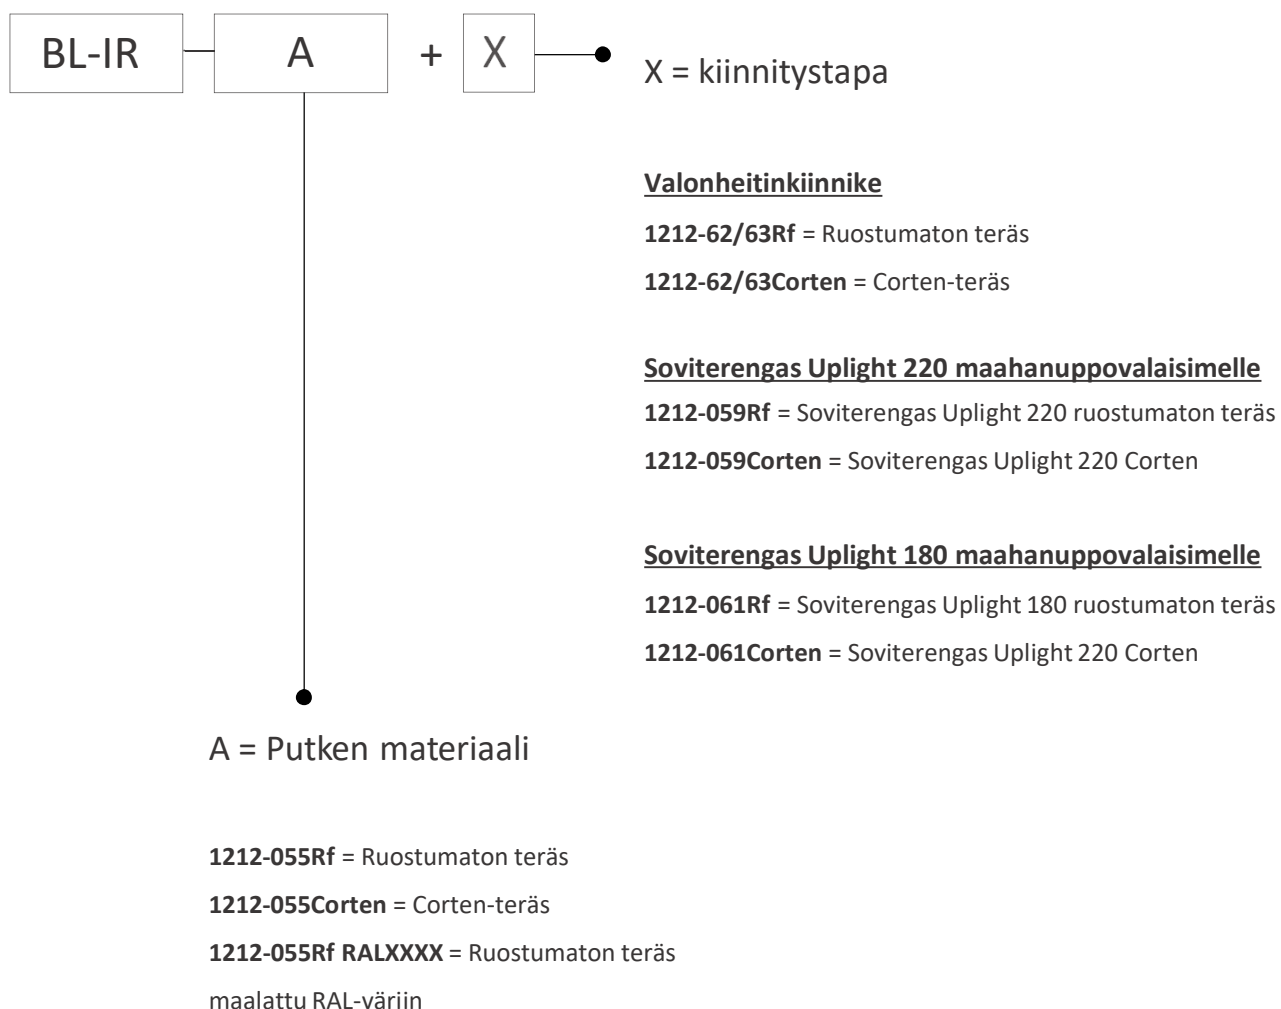 BL-IR A + X
X = kiinnitystapa
Valonheitinkiinnike
1212-62/63Rf = Ruostumaton teräs
1212-62/63Corten = Corten-teräs
Soviterengas Uplight 220 maahanuppovalaisimelle
1212-059Rf = Soviterengas Uplight 220 ruostumaton teräs
1212-059Corten = Soviterengas Uplight 220 Corten
Soviterengas Uplight 180 maahanuppovalaisimelle
1212-061Rf = Soviterengas Uplight 180 ruostumaton teräs
1212-061Corten = Soviterengas Uplight 220 Corten
A = Putken materiaali
1212-055Rf = Ruostumaton teräs
1212-055Corten = Corten-teräs
1212-055Rf RALXXXX = Ruostumaton teräs
maalattu RAL-väriin